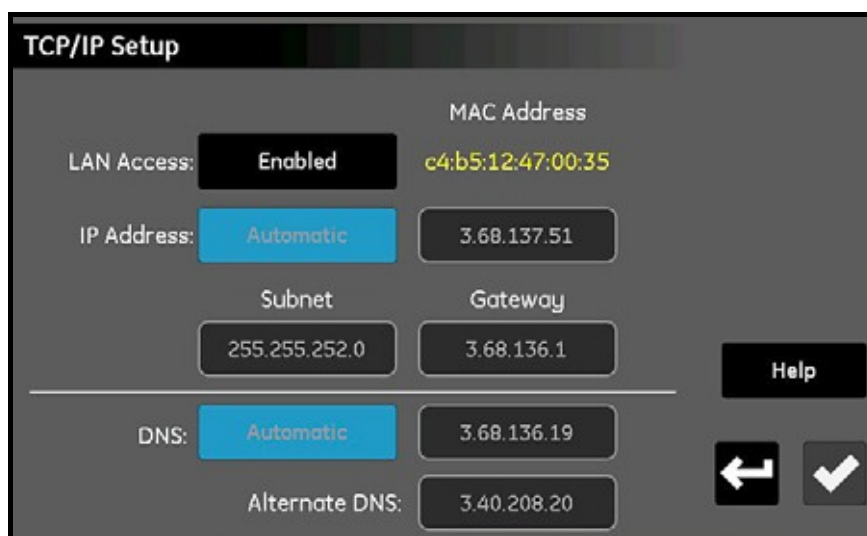 TCP/IP Setup
MAC Address
LAN Access: Enabled c4:b5:12:47:00:35
IP Address: Automatic 3.68.137.51
Subnet Gateway
255.255.252.0 3.68.136.1
Help
DNS: Automatic 3.68.136.19
Alternate DNS: 3.40.208.20